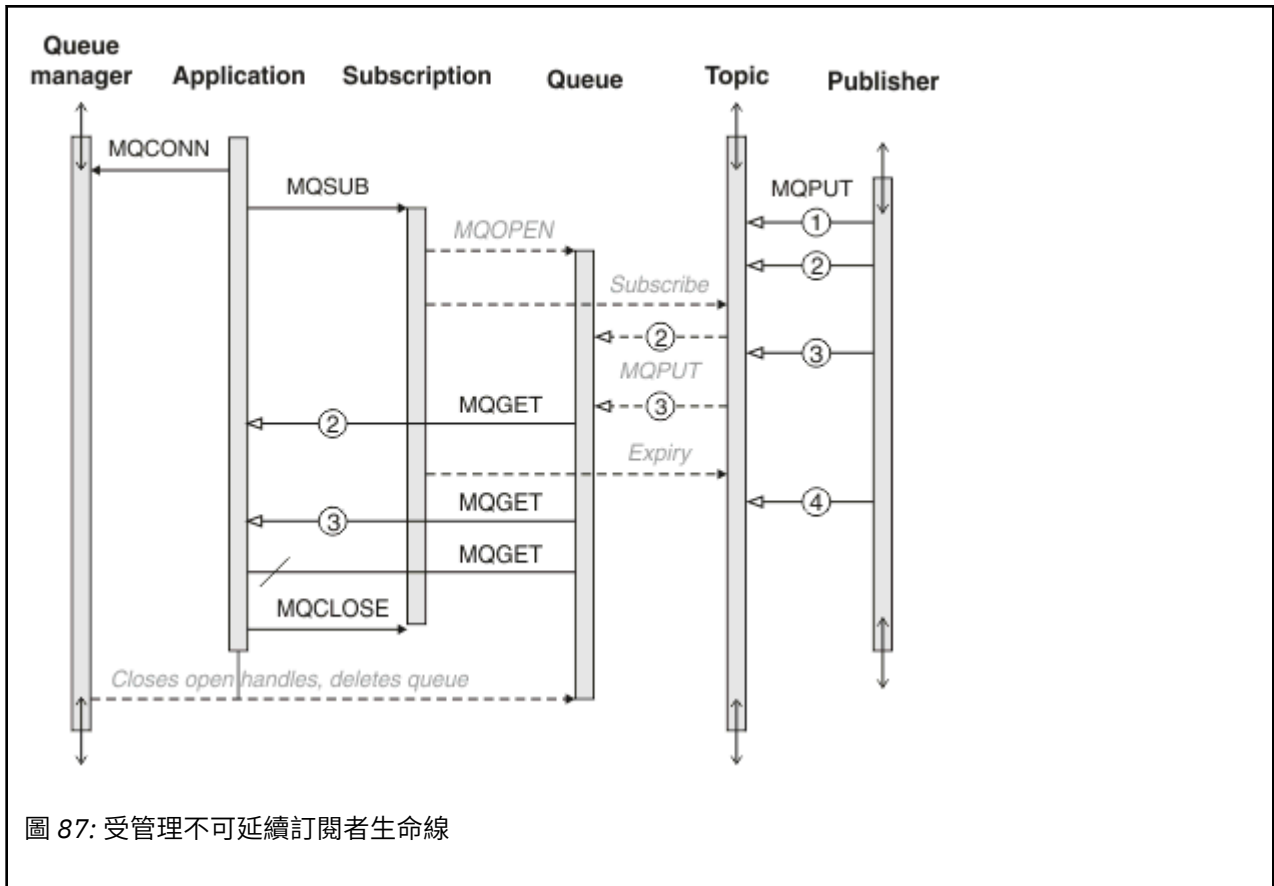 Queue
manager Application Subscription Queue Topic Publisher
MQCONN
MQSUB
MQPUT
MQOPEN
1
2
Subscribe
2
3
MQPUT
MQGET
3
2
Expiry
MQGET
4
3
MQGET
MQCLOSE
Closes open handles, deletes queue
圖 87: 受管理不可延續訂閱者生命線